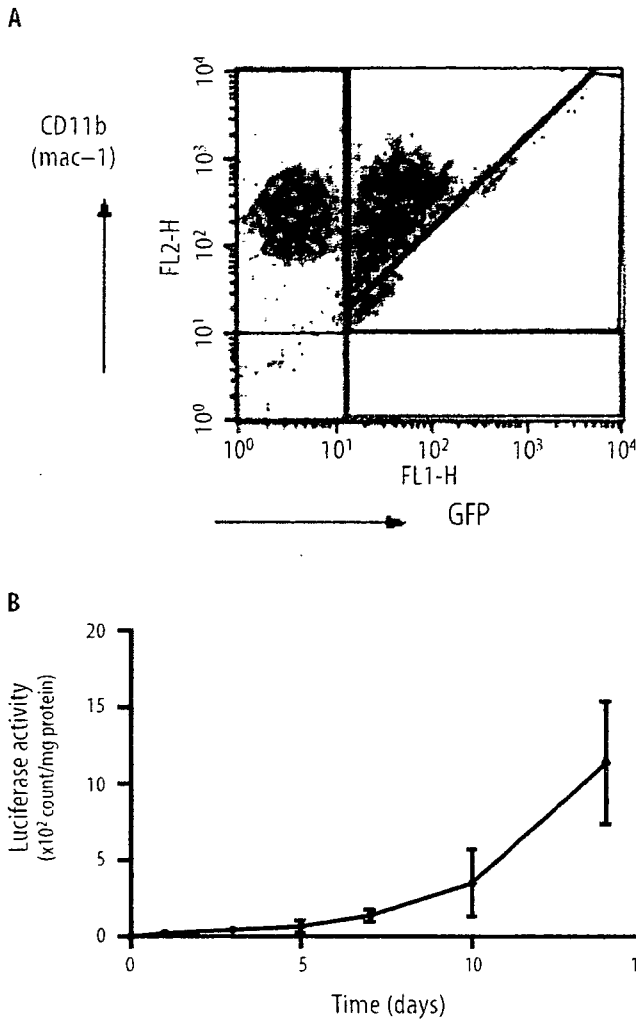 A
CD11b
(mac–1)
FL2-H
10⁴
10³
10²
10¹
10⁰
10⁰
10¹
10²
10³
10⁴
FL1-H
GFP
B
Luciferase activity
(x10² count/mg protein)
20
15
10
5
0
0
5
10
1
Time (days)